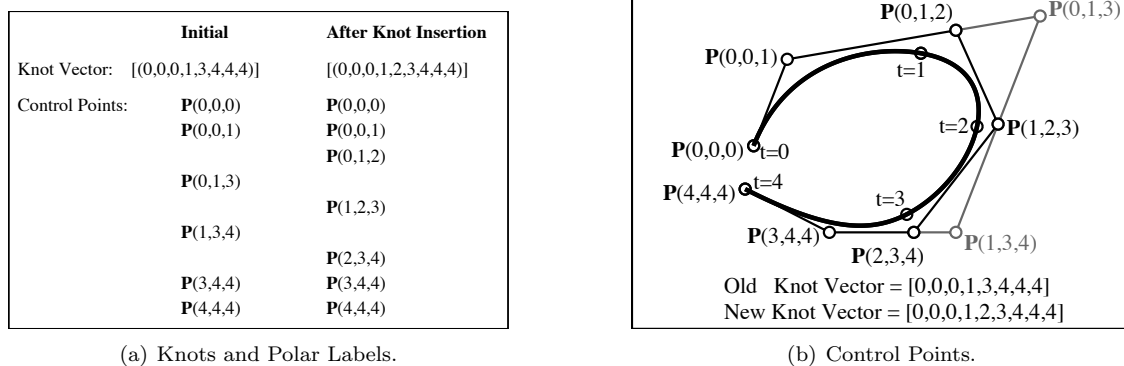 Initial After Knot Insertion
Knot Vector: [(0,0,0,1,3,4,4,4)] [(0,0,0,1,2,3,4,4,4)]
Control Points: P(0,0,0) P(0,0,0)
P(0,0,1) P(0,0,1)
P(0,1,2)
P(0,1,3)
P(1,2,3)
P(1,3,4)
P(2,3,4)
P(3,4,4) P(3,4,4)
P(4,4,4) P(4,4,4)
(a) Knots and Polar Labels.
P(0,1,2)
P(0,1,3)
P(0,0,1)
t=1
t=2
P(1,2,3)
P(0,0,0)
t=0
P(4,4,4)
t=4
t=3
P(3,4,4)
P(2,3,4)
P(1,3,4)
Old Knot Vector = [0,0,0,1,3,4,4,4]
New Knot Vector = [0,0,0,1,2,3,4,4,4]
(b) Control Points.